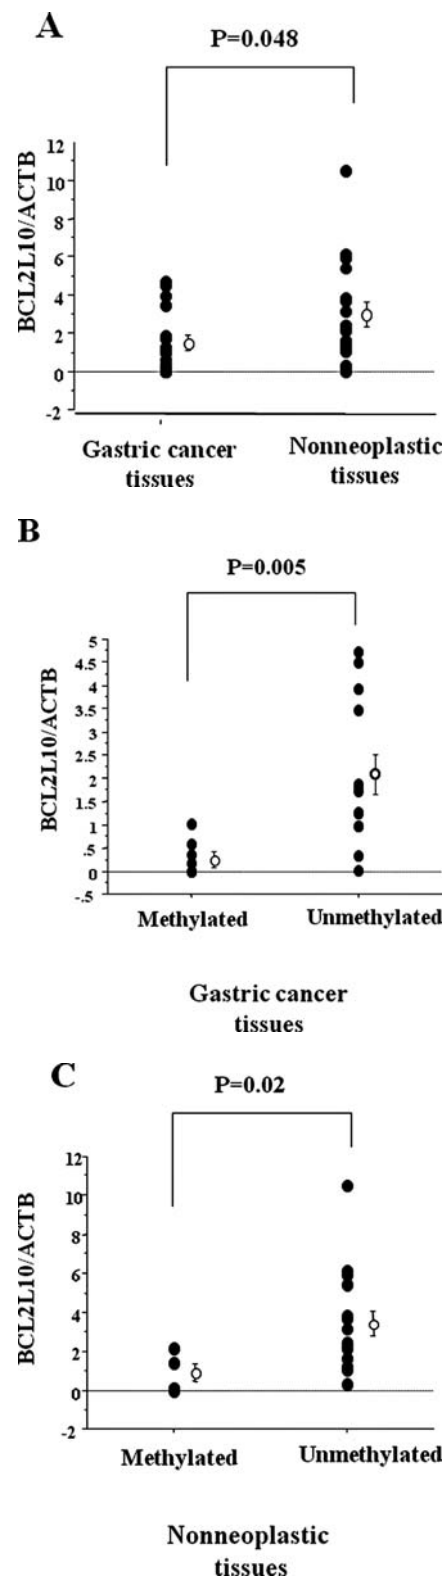 A
P=0.048
BCL2L10/ACTB
12
10
8
6
4
2
0
-2
Gastric cancer
tissues
Nonneoplastic
tissues
B
P=0.005
BCL2L10/ACTB
5
4.5
4
3.5
3
2.5
2
1.5
1
.5
0
-.5
Methylated
Unmethylated
Gastric cancer
tissues
C
P=0.02
BCL2L10/ACTB
12
10
8
6
4
2
0
-2
Methylated
Unmethylated
Nonneoplastic
tissues